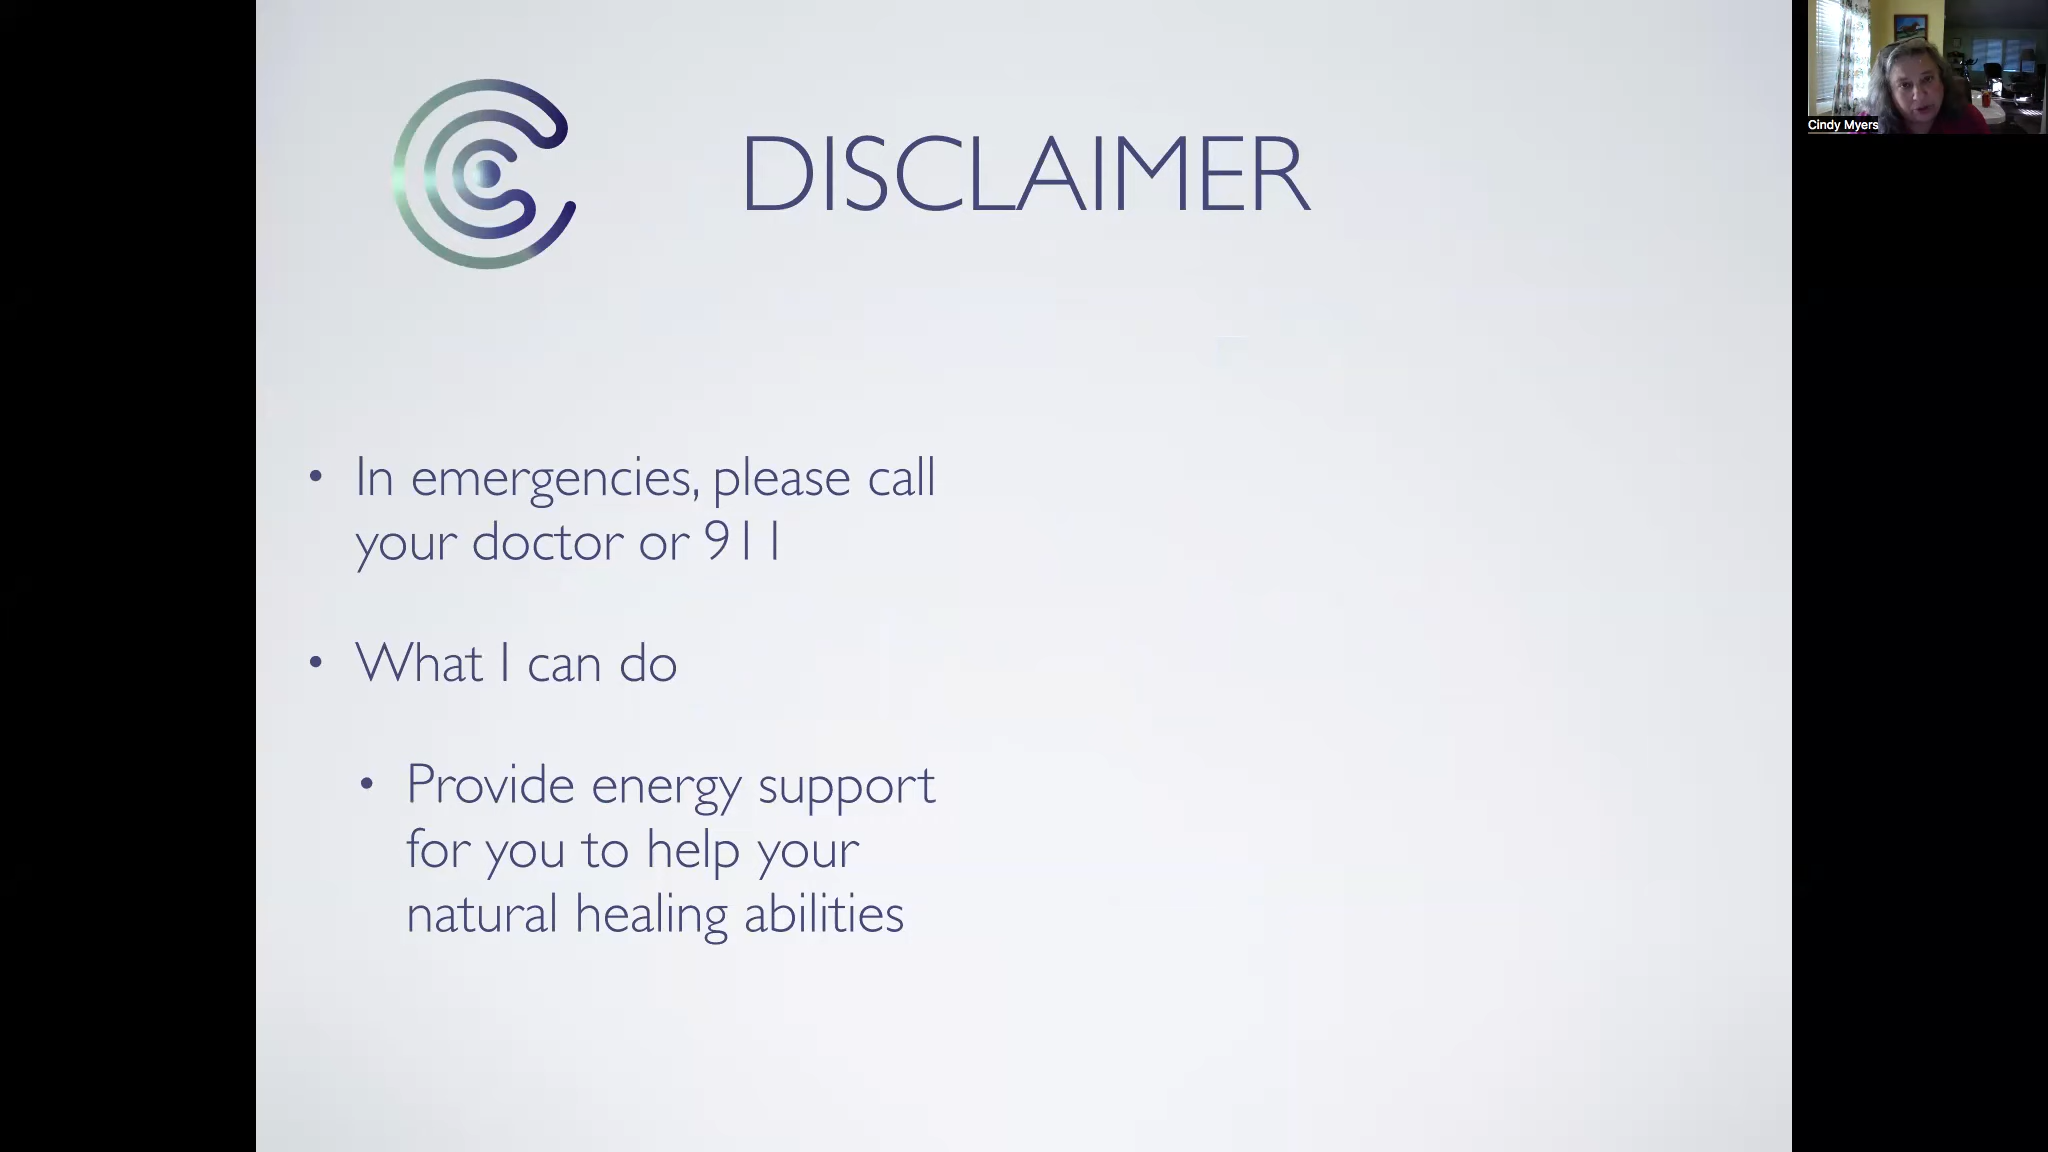 DISCLAIMER
• In emergencies, please call
your doctor or 911
• What I can do
• Provide energy support
for you to help your
natural healing abilities
Cindy Myers